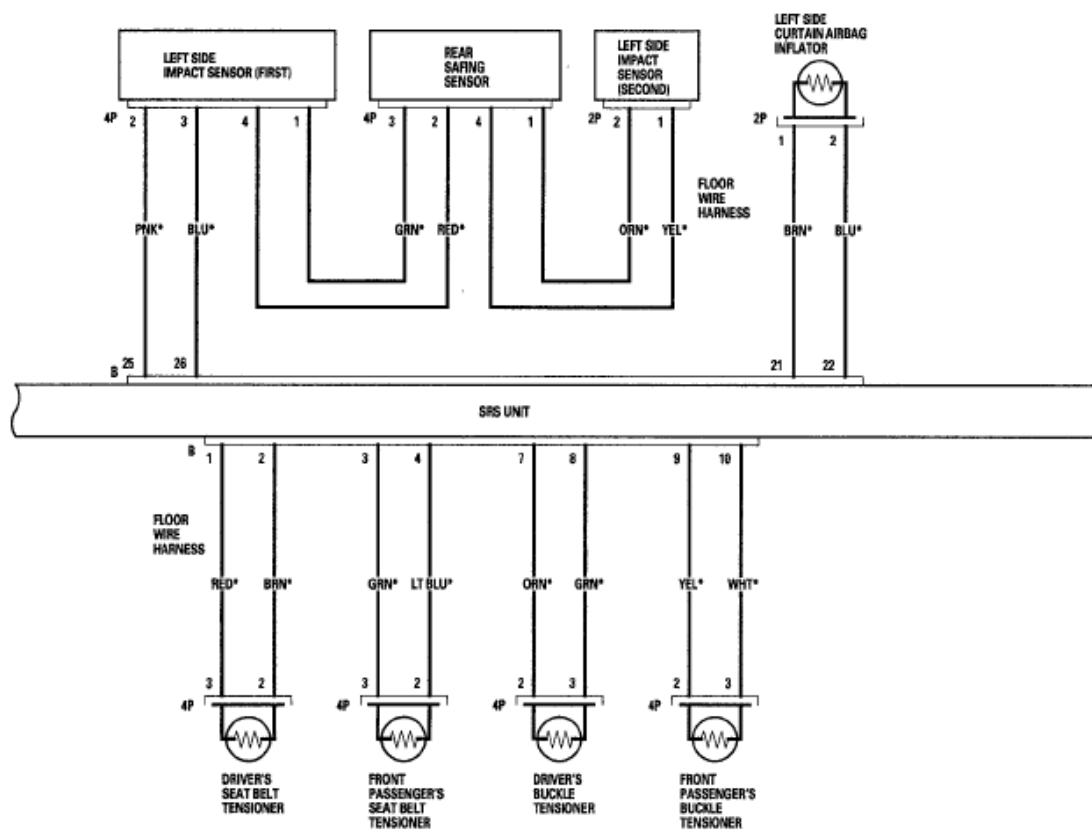 LEFT SIDE
IMPACT SENSOR (FIRST)
REAR
SAFING
SENSOR
LEFT SIDE
IMPACT
SENSOR
(SECOND)
LEFT SIDE
CURTAIN AIRBAG
INFLATOR
4P 2 3 4 1
4P 3 2 4 1
2P 2 1
2P 1 2
FLOOR
WIRE
HARNESS
PNK* BLU* GRN* RED* ORN* YEL* BRN* BLU*
B 25 26 21 22
SRS UNIT
B 1 2 3 4 7 8 9 10
FLOOR
WIRE
HARNESS
RED* BRN* GRN* LT BLU* ORN* GRN* YEL* WHT*
3 2 3 2 2 3 2 3
4P 4P 4P 4P
DRIVER'S
SEAT BELT
TENSIONER
FRONT
PASSENGER'S
SEAT BELT
TENSIONER
DRIVER'S
BUCKLE
TENSIONER
FRONT
PASSENGER'S
BUCKLE
TENSIONER